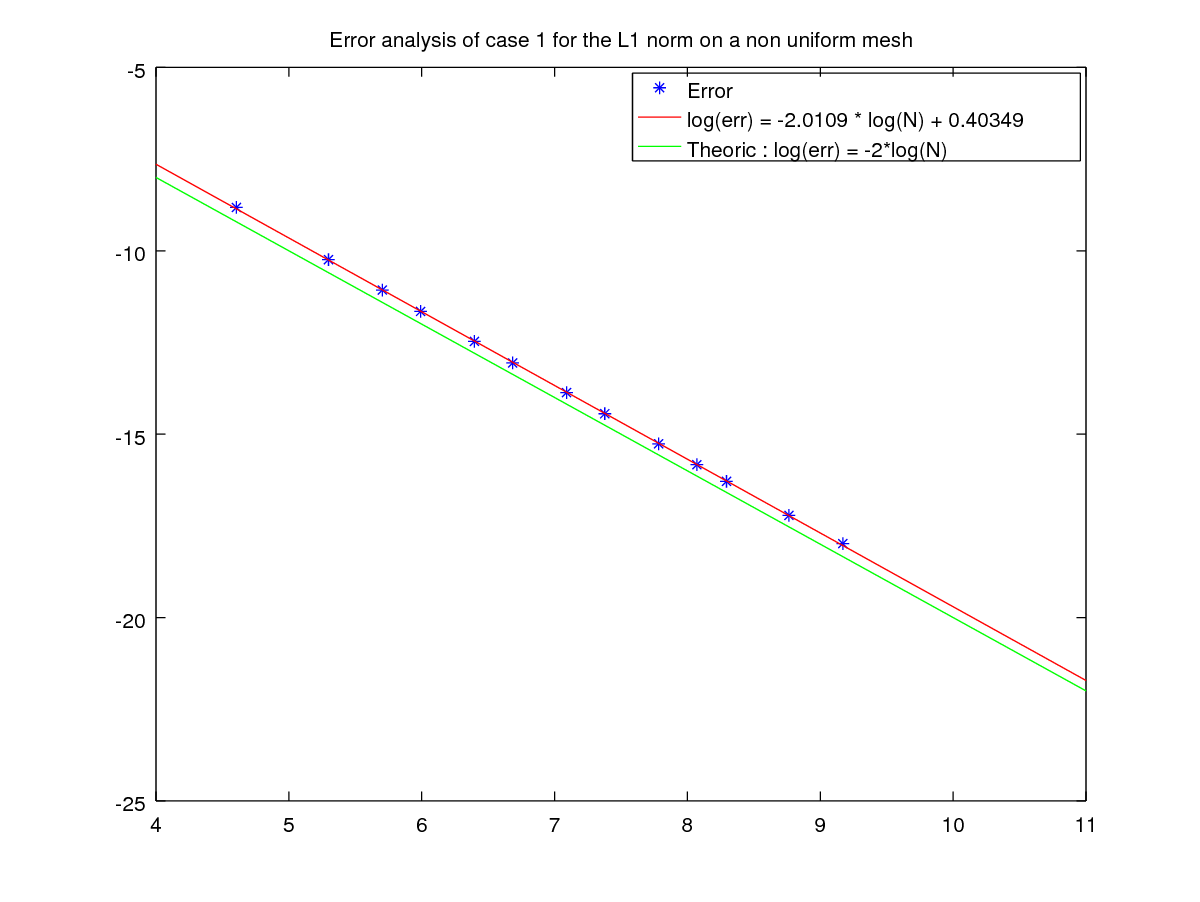 Error analysis of case 1 for the L1 norm on a non uniform mesh
-5
Error
log(err) = -2.0109 * log(N) + 0.40349
Theoric : log(err) = -2*log(N)
-10
-15
-20
-25
4 5 6 7 8 9 10 11